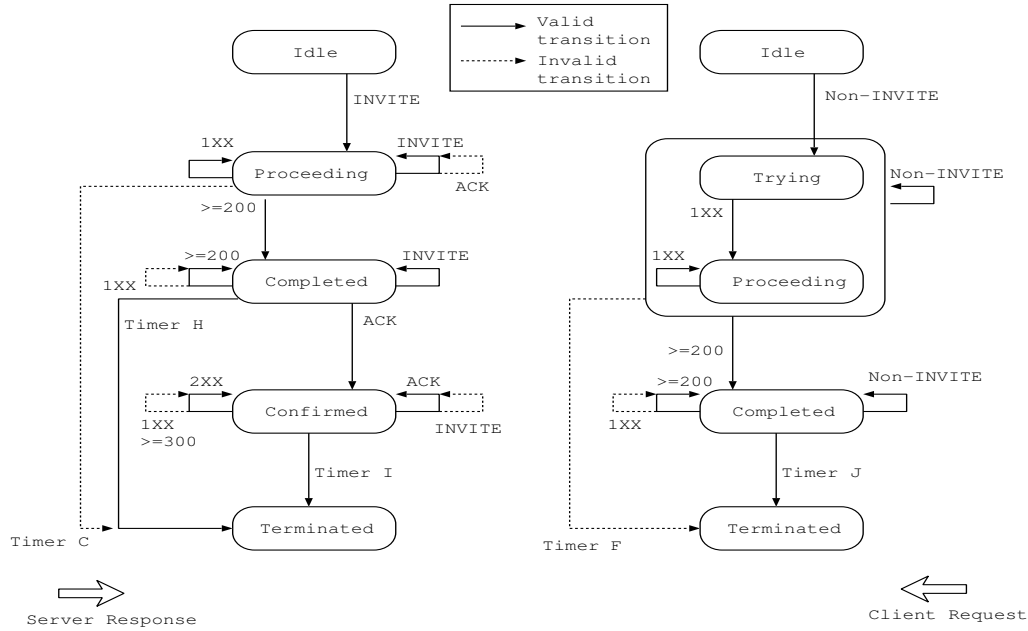 Valid
transition
Invalid
transition
Idle
INVITE
1XX
INVITE
Proceeding
ACK
>=200
>=200
INVITE
1XX
Completed
Timer H
ACK
2XX
ACK
Confirmed
1XX
>=300
INVITE
Timer I
Terminated
Timer C
Server Response
Idle
Non-INVITE
Trying
Non-INVITE
1XX
1XX
Proceeding
>=200
>=200
Non-INVITE
Completed
1XX
Timer J
Terminated
Timer F
Client Request